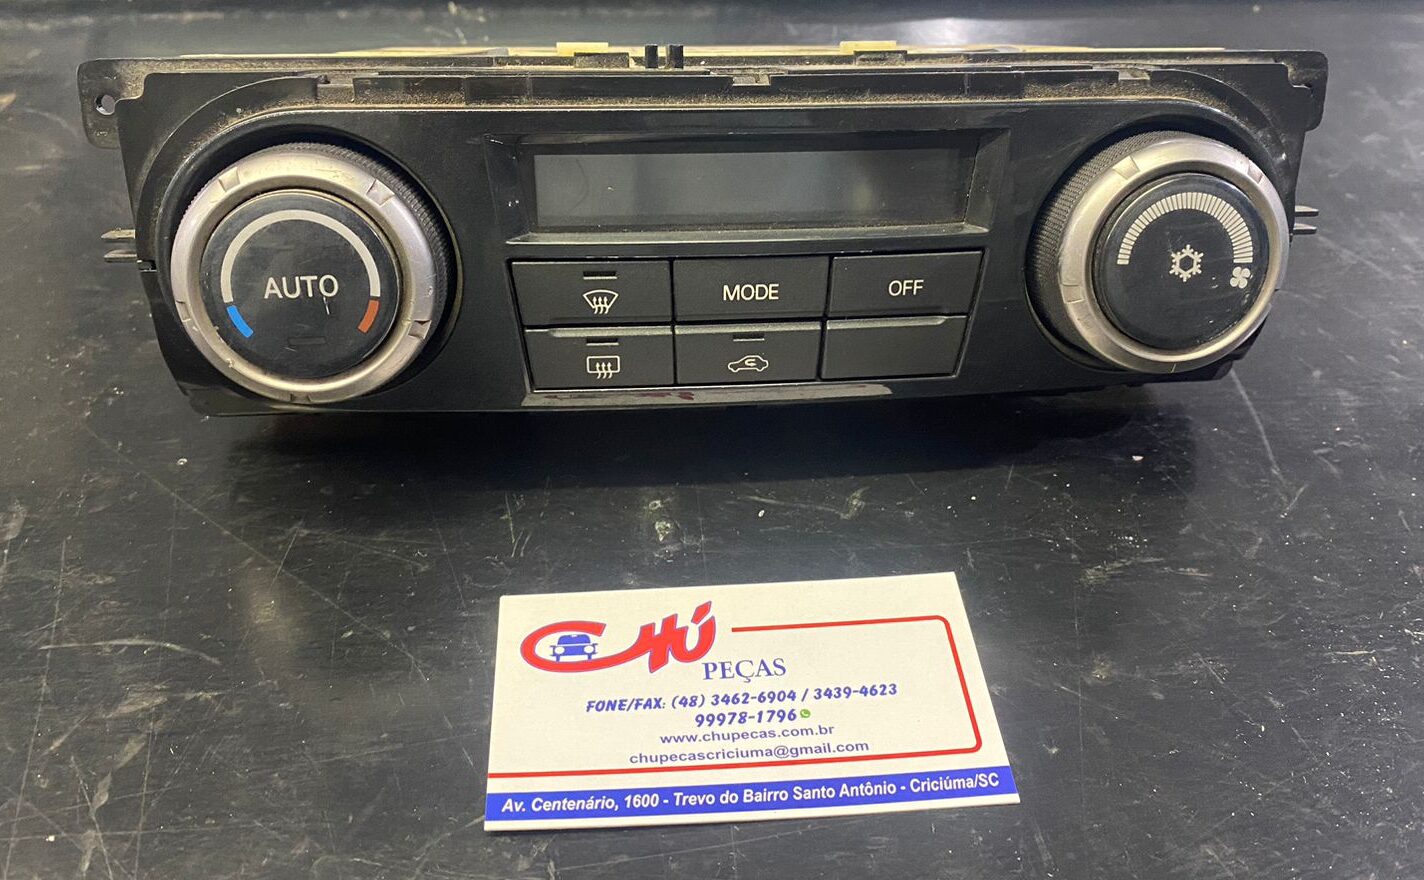 AUTO
MODE
OFF
CHÚ
PEÇAS
FONE/FAX: (48) 3462-6904 / 3439-4623
99978-1796
www.chupecas.com.br
chupecascriciuma@gmail.com
Av. Centenário, 1600 - Trevo do Bairro Santo Antônio - Criciúma/SC